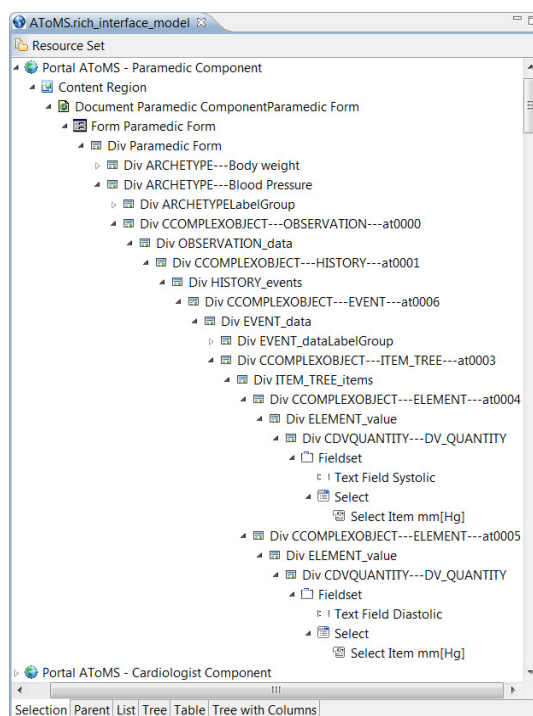 AToMS.rich_interface_model
Resource Set
Portal AToMS - Paramedic Component
Content Region
Document Paramedic ComponentParamedic Form
Form Paramedic Form
Div Paramedic Form
Div ARCHETYPE---Body weight
Div ARCHETYPE---Blood Pressure
Div ARCHETYPELabelGroup
Div CCOMPLEXOBJECT---OBSERVATION---at0000
Div OBSERVATION_data
Div CCOMPLEXOBJECT---HISTORY---at0001
Div HISTORY_events
Div CCOMPLEXOBJECT---EVENT---at0006
Div EVENT_data
Div EVENT_dataLabelGroup
Div CCOMPLEXOBJECT---ITEM_TREE---at0003
Div ITEM_TREE_items
Div CCOMPLEXOBJECT---ELEMENT---at0004
Div ELEMENT_value
Div CDVQUANTITY---DV_QUANTITY
Fieldset
Text Field Systolic
Select
Select Item mm[Hg]
Div CCOMPLEXOBJECT---ELEMENT---at0005
Div ELEMENT_value
Div CDVQUANTITY---DV_QUANTITY
Fieldset
Text Field Diastolic
Select
Select Item mm[Hg]
Portal AToMS - Cardiologist Component
Selection Parent List Tree Table Tree with Columns